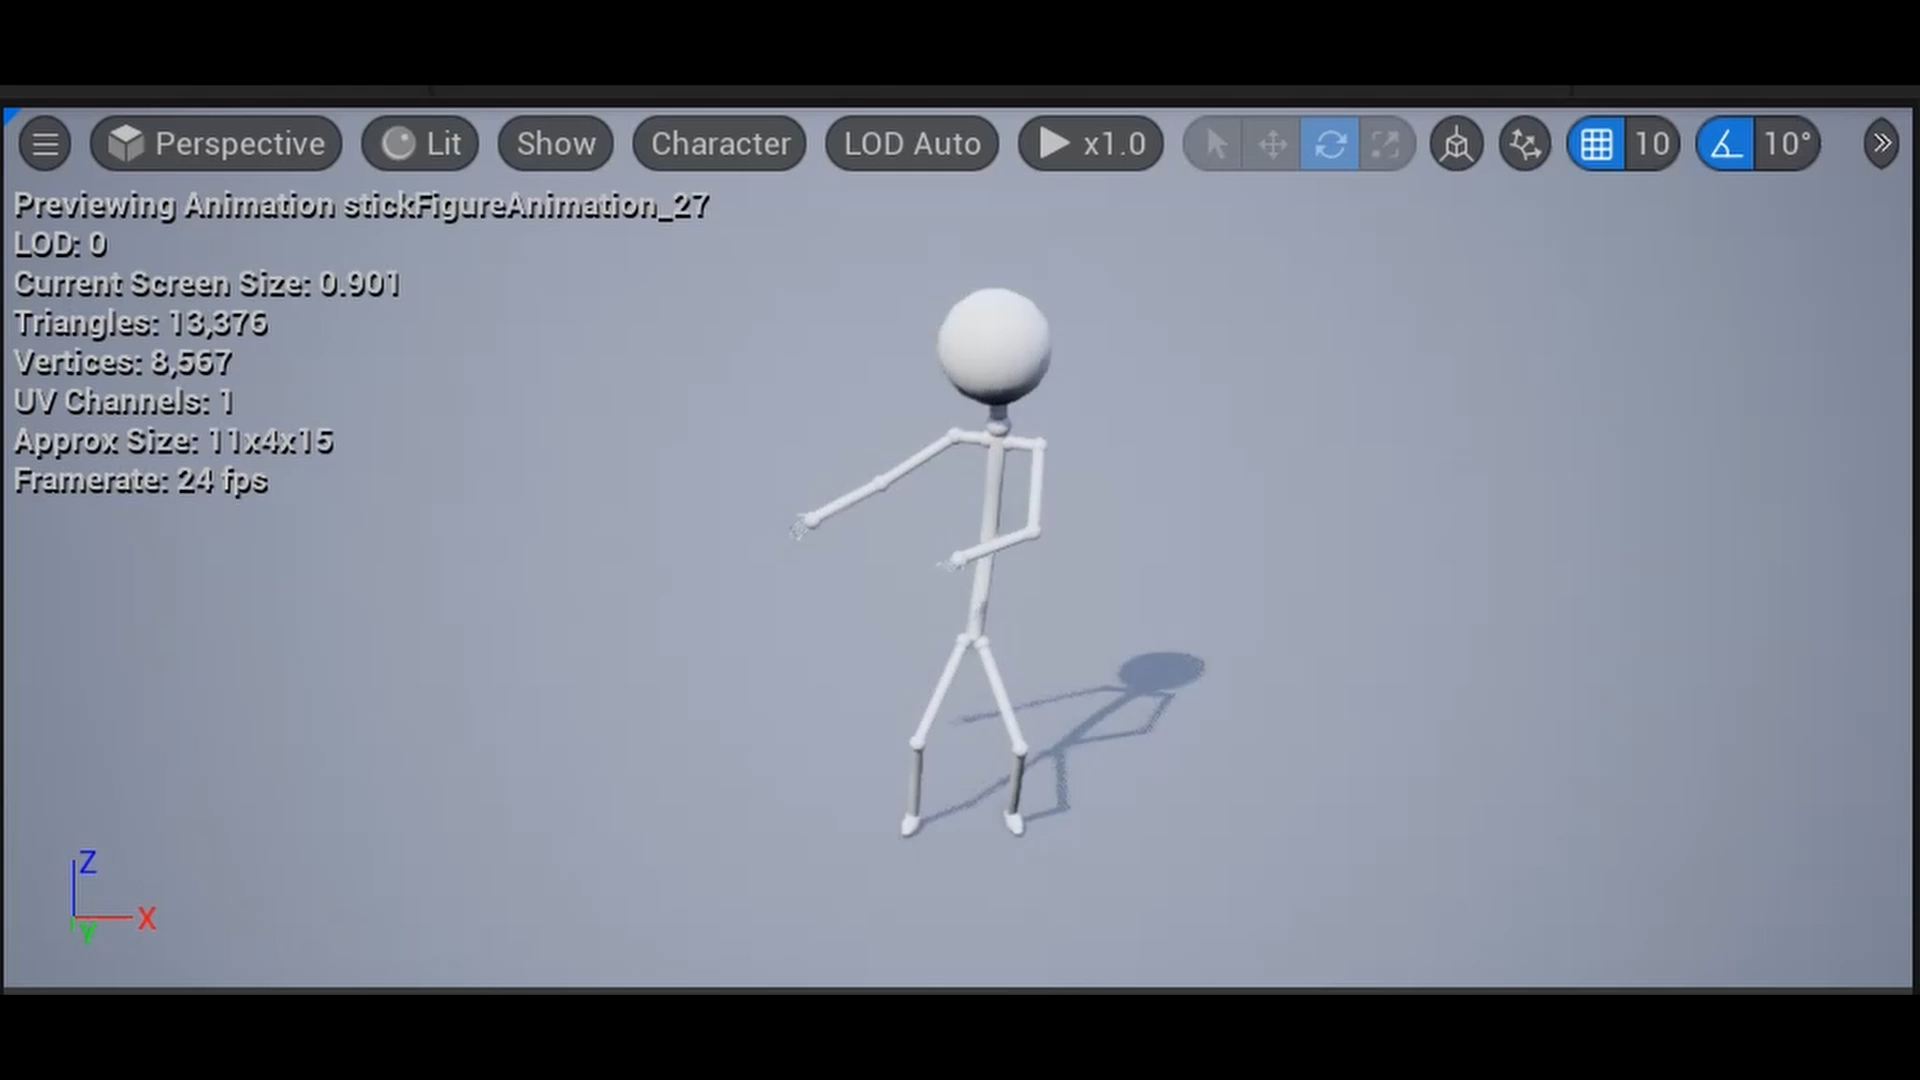 Perspective Lit Show Character LOD Auto x1.0 10 10°
Previewing Animation stickFigureAnimation_27
LOD: 0
Current Screen Size: 0.901
Triangles: 13,376
Vertices: 8,567
UV Channels: 1
Approx Size: 11x4x15
Framerate: 24 fps
Z
X
Y